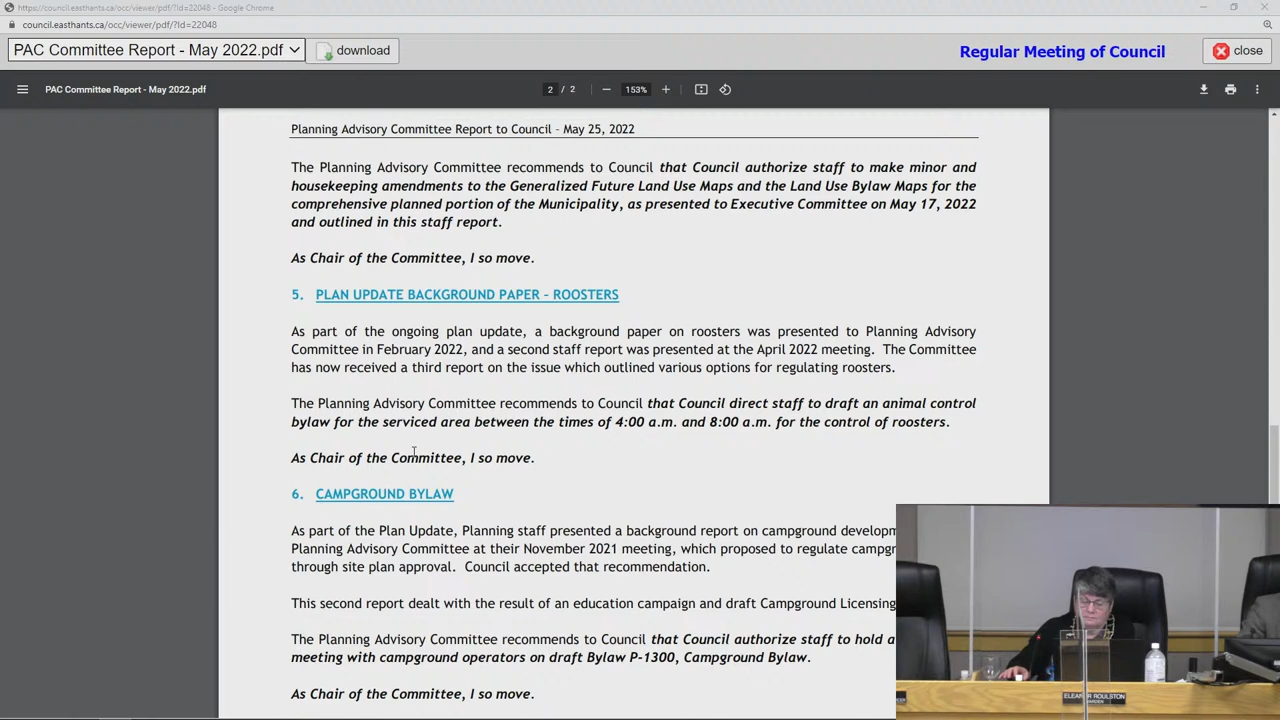 https://council.easthants.ca/occ/viewer/pdf/?Id=22048 - Google Chrome
council.easthants.ca/occ/viewer/pdf/?Id=22048
PAC Committee Report - May 2022.pdf download Regular Meeting of Council close
PAC Committee Report - May 2022.pdf 2 / 2 153%
Planning Advisory Committee Report to Council - May 25, 2022
The Planning Advisory Committee recommends to Council that Council authorize staff to make minor and
housekeeping amendments to the Generalized Future Land Use Maps and the Land Use Bylaw Maps for the
comprehensive planned portion of the Municipality, as presented to Executive Committee on May 17, 2022
and outlined in this staff report.
As Chair of the Committee, I so move.
5. PLAN UPDATE BACKGROUND PAPER – ROOSTERS
As part of the ongoing plan update, a background paper on roosters was presented to Planning Advisory
Committee in February 2022, and a second staff report was presented at the April 2022 meeting. The Committee
has now received a third report on the issue which outlined various options for regulating roosters.
The Planning Advisory Committee recommends to Council that Council direct staff to draft an animal control
bylaw for the serviced area between the times of 4:00 a.m. and 8:00 a.m. for the control of roosters.
As Chair of the Committee, I so move.
6. CAMPGROUND BYLAW
As part of the Plan Update, Planning staff presented a background report on campground developm
Planning Advisory Committee at their November 2021 meeting, which proposed to regulate campgr
through site plan approval. Council accepted that recommendation.
This second report dealt with the result of an education campaign and draft Campground Licensing
The Planning Advisory Committee recommends to Council that Council authorize staff to hold a
meeting with campground operators on draft Bylaw P-1300, Campground Bylaw.
As Chair of the Committee, I so move.
ELEANOR ROULSTON
WARDEN